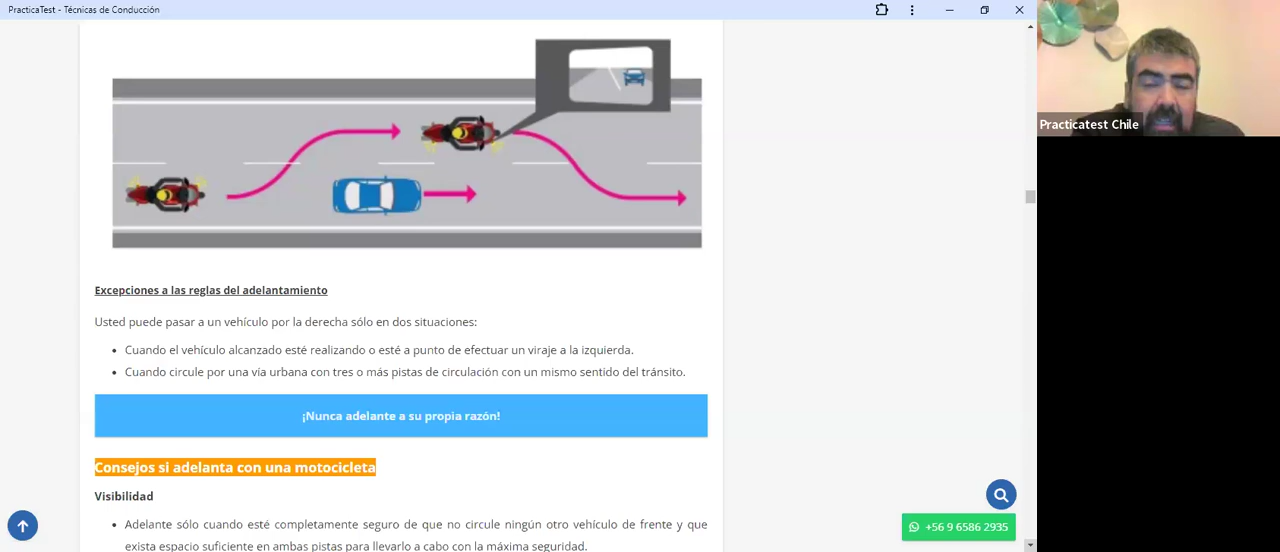 PracticaTest - Técnicas de Conducción
Practicatest Chile
Excepciones a las reglas del adelantamiento
Usted puede pasar a un vehículo por la derecha sólo en dos situaciones:
• Cuando el vehículo alcanzado esté realizando o esté a punto de efectuar un viraje a la izquierda.
• Cuando circule por una vía urbana con tres o más pistas de circulación con un mismo sentido del tránsito.
¡Nunca adelante a su propia razón!
Consejos si adelanta con una motocicleta
Visibilidad
• Adelante sólo cuando esté completamente seguro de que no circule ningún otro vehículo de frente y que
exista espacio suficiente en ambas pistas para llevarlo a cabo con la máxima seguridad.
+56 9 6586 2935